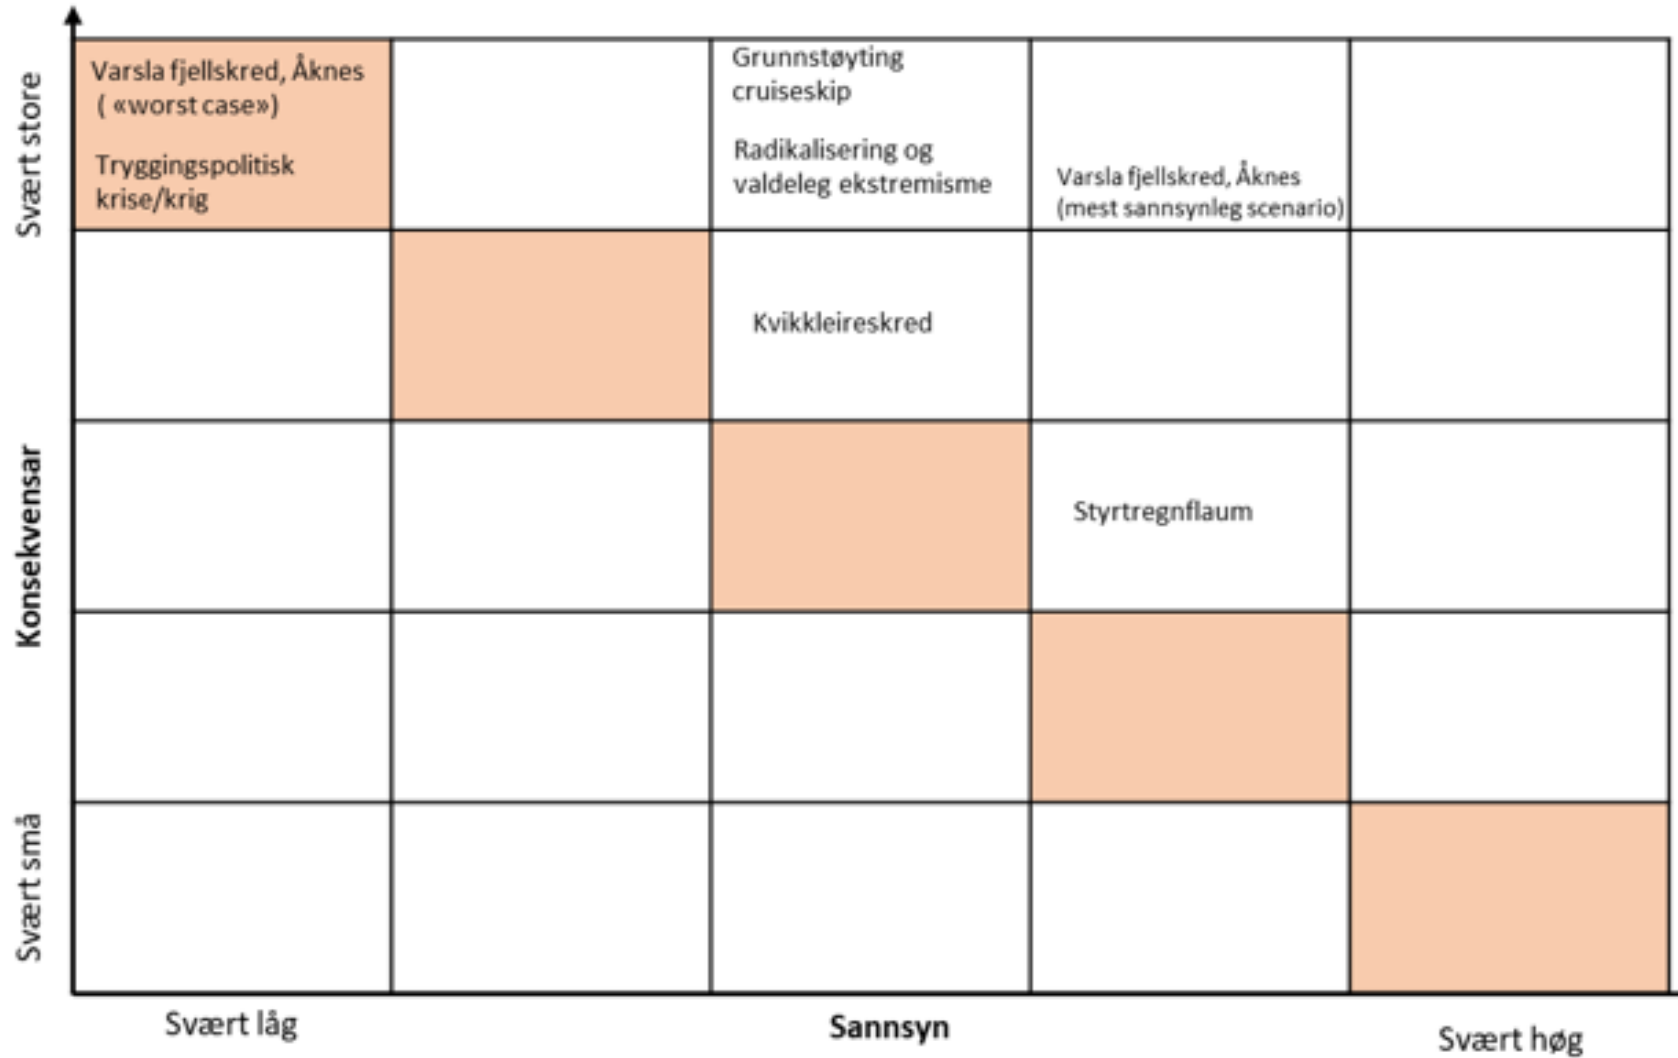 Svært store
Varsla fjellskred, Åknes
( «worst case»)
Tryggingspolitisk
krise/krig
Grunnstøyting
cruiseskip
Radikalisering og
valdeleg ekstremisme
Varsla fjellskred, Åknes
(mest sannsynleg scenario)
Kvikkleireskred
Konsekvensar
Styrtregnflaum
Svært små
Svært låg
Sannsyn
Svært høg